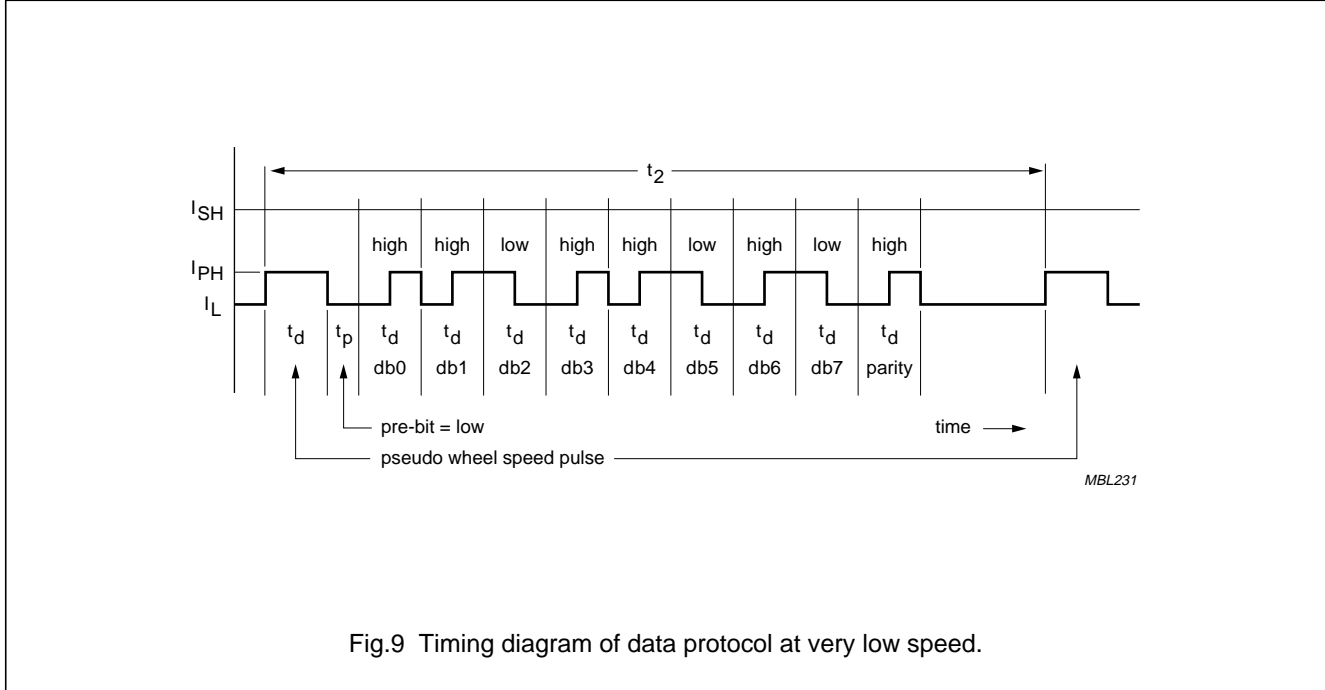 t2
ISH
high high low high high low high low high
IPH
IL
td tp td td td td td td td td td
db0 db1 db2 db3 db4 db5 db6 db7 parity
pre-bit = low
time
pseudo wheel speed pulse
MBL231
Fig.9 Timing diagram of data protocol at very low speed.